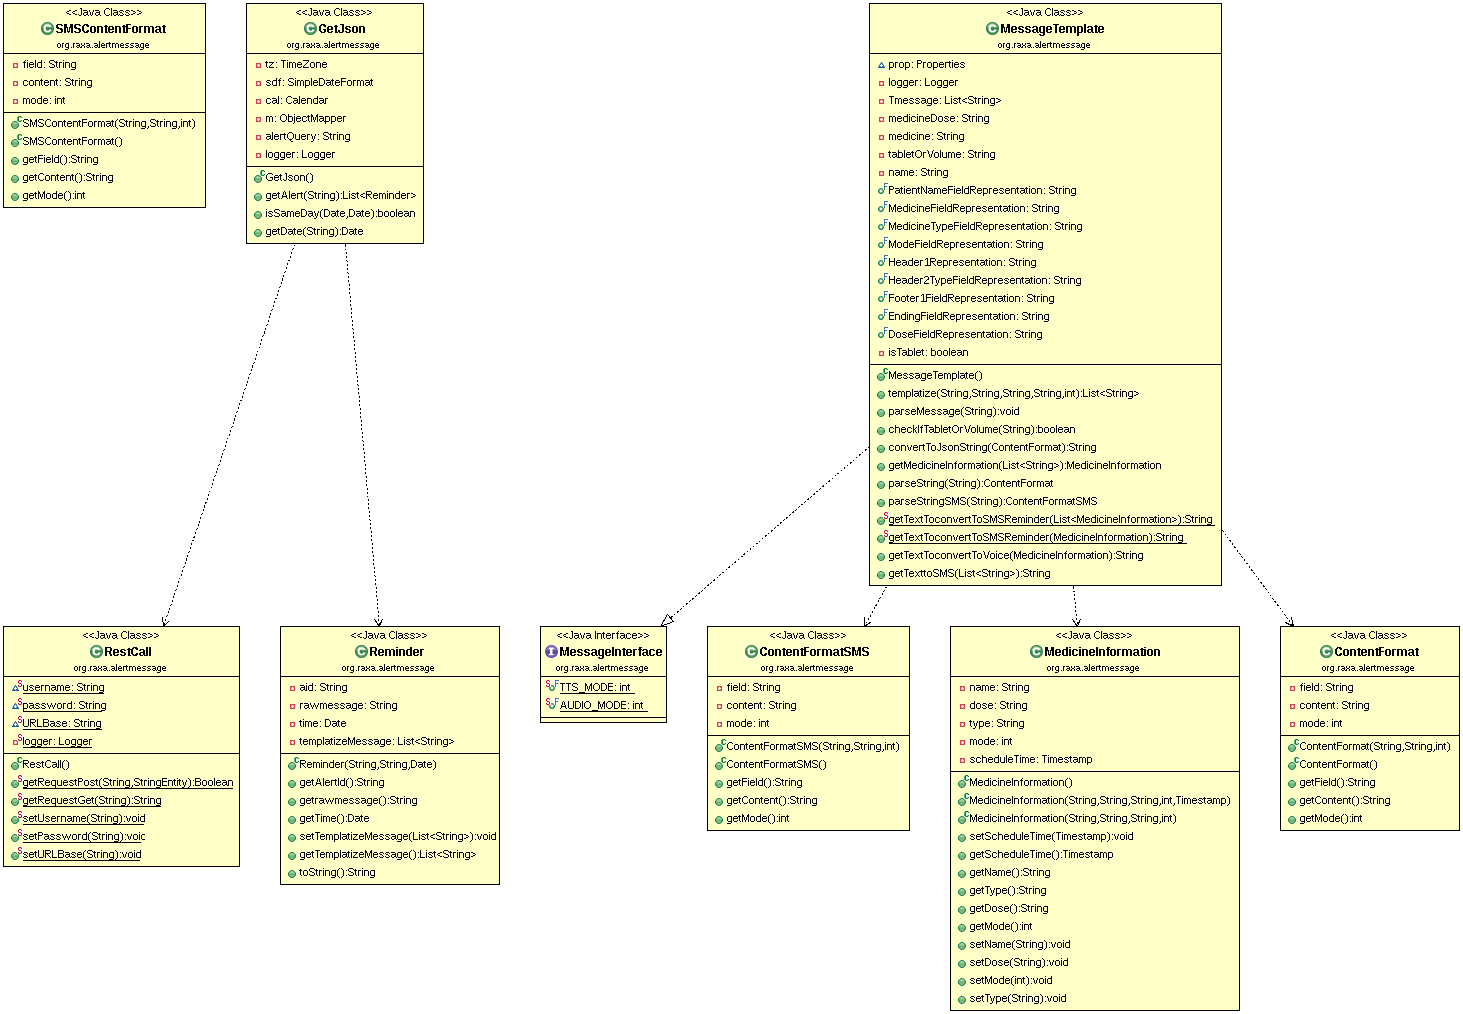 <<Java Class>>
SMSContentFormat
org.raxa.alertmessage
field: String
content: String
mode: int
SMSContentFormat(String,String,int)
SMSContentFormat()
getField():String
getContent():String
getMode():int
<<Java Class>>
GetJson
org.raxa.alertmessage
tz: TimeZone
sdf: SimpleDateFormat
cal: Calendar
m: ObjectMapper
alertQuery: String
logger: Logger
GetJson()
getAlert(String):List<Reminder>
isSameDay(Date,Date):boolean
getDate(String):Date
<<Java Class>>
MessageTemplate
org.raxa.alertmessage
prop: Properties
logger: Logger
Tmessage: List<String>
medicineDose: String
medicine: String
tabletOrVolume: String
name: String
PatientNameFieldRepresentation: String
MedicineFieldRepresentation: String
MedicineTypeFieldRepresentation: String
ModeFieldRepresentation: String
Header1Representation: String
Header2TypeFieldRepresentation: String
Footer1FieldRepresentation: String
EndingFieldRepresentation: String
DoseFieldRepresentation: String
isTablet: boolean
MessageTemplate()
templatize(String,String,String,String,int):List<String>
parseMessage(String):void
checkIfTabletOrVolume(String):boolean
convertToJsonString(ContentFormat):String
getMedicineInformation(List<String>):MedicineInformation
parseString(String):ContentFormat
parseStringSMS(String):ContentFormatSMS
getTextToconvertToSMSReminder(List<MedicineInformation>):String
getTextToconvertToSMSReminder(MedicineInformation):String
getTextToconvertToVoice(MedicineInformation):String
getTexttoSMS(List<String>):String
<<Java Class>>
RestCall
org.raxa.alertmessage
username: String
password: String
URLBase: String
logger: Logger
RestCall()
getRequestPost(String,StringEntity):Boolean
getRequestGet(String):String
setUsername(String):void
setPassword(String):void
setURLBase(String):void
<<Java Class>>
Reminder
org.raxa.alertmessage
aid: String
rawmessage: String
time: Date
templatizeMessage: List<String>
Reminder(String,String,Date)
getAlertId():String
getrawmessage():String
getTime():Date
setTemplatizeMessage(List<String>):void
getTemplatizeMessage():List<String>
toString():String
<<Java Interface>>
MessageInterface
org.raxa.alertmessage
TTS_MODE: int
AUDIO_MODE: int
<<Java Class>>
ContentFormatSMS
org.raxa.alertmessage
field: String
content: String
mode: int
ContentFormatSMS(String,String,int)
ContentFormatSMS()
getField():String
getContent():String
getMode():int
<<Java Class>>
MedicineInformation
org.raxa.alertmessage
name: String
dose: String
type: String
mode: int
scheduleTime: Timestamp
MedicineInformation()
MedicineInformation(String,String,String,int,Timestamp)
MedicineInformation(String,String,String,int)
setScheduleTime(Timestamp):void
getScheduleTime():Timestamp
getName():String
getType():String
getDose():String
getMode():int
setName(String):void
setDose(String):void
setMode(int):void
setType(String):void
<<Java Class>>
ContentFormat
org.raxa.alertmessage
field: String
content: String
mode: int
ContentFormat(String,String,int)
ContentFormat()
getField():String
getContent():String
getMode():int